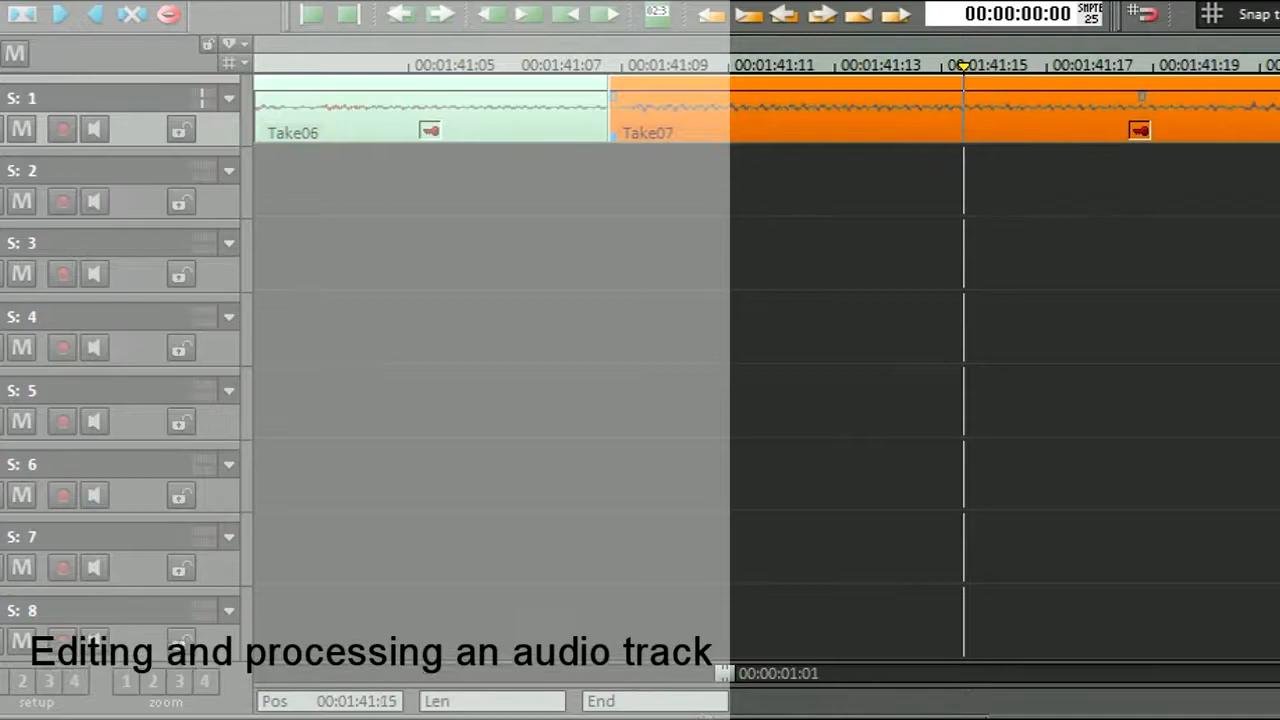 02:3
00:00:00:00 SMPTE 25
Snap t
M
00:01:41:05 00:01:41:07 00:01:41:09 00:01:41:11 00:01:41:13 00:01:41:15 00:01:41:17 00:01:41:19
S: 1
M
Take06 Take07
S: 2
M
S: 3
M
S: 4
M
S: 5
M
S: 6
M
S: 7
M
S: 8
M
Editing and processing an audio track
00:00:01:01
2 3 4 1 2 3 4
setup zoom
Pos 00:01:41:15 Len End